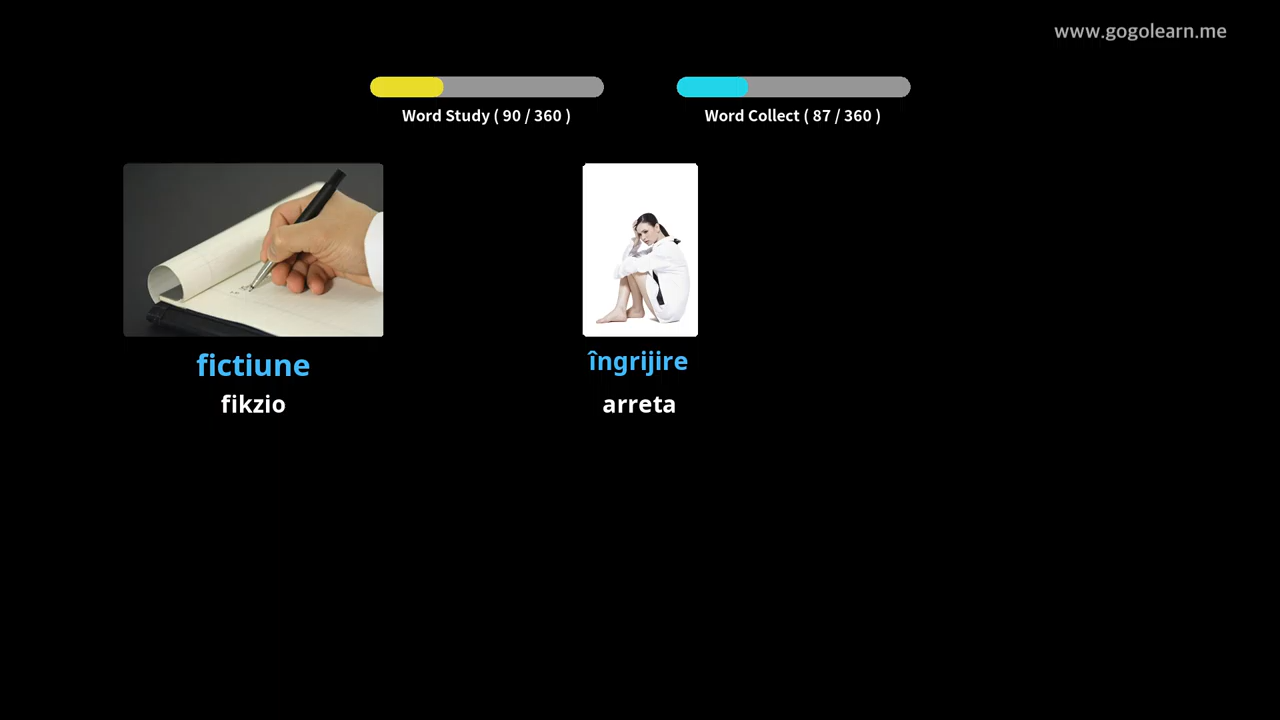 www.gogolearn.me
Word Study ( 90 / 360 )
Word Collect ( 87 / 360 )
fictiune
fikzio
îngrijire
arreta